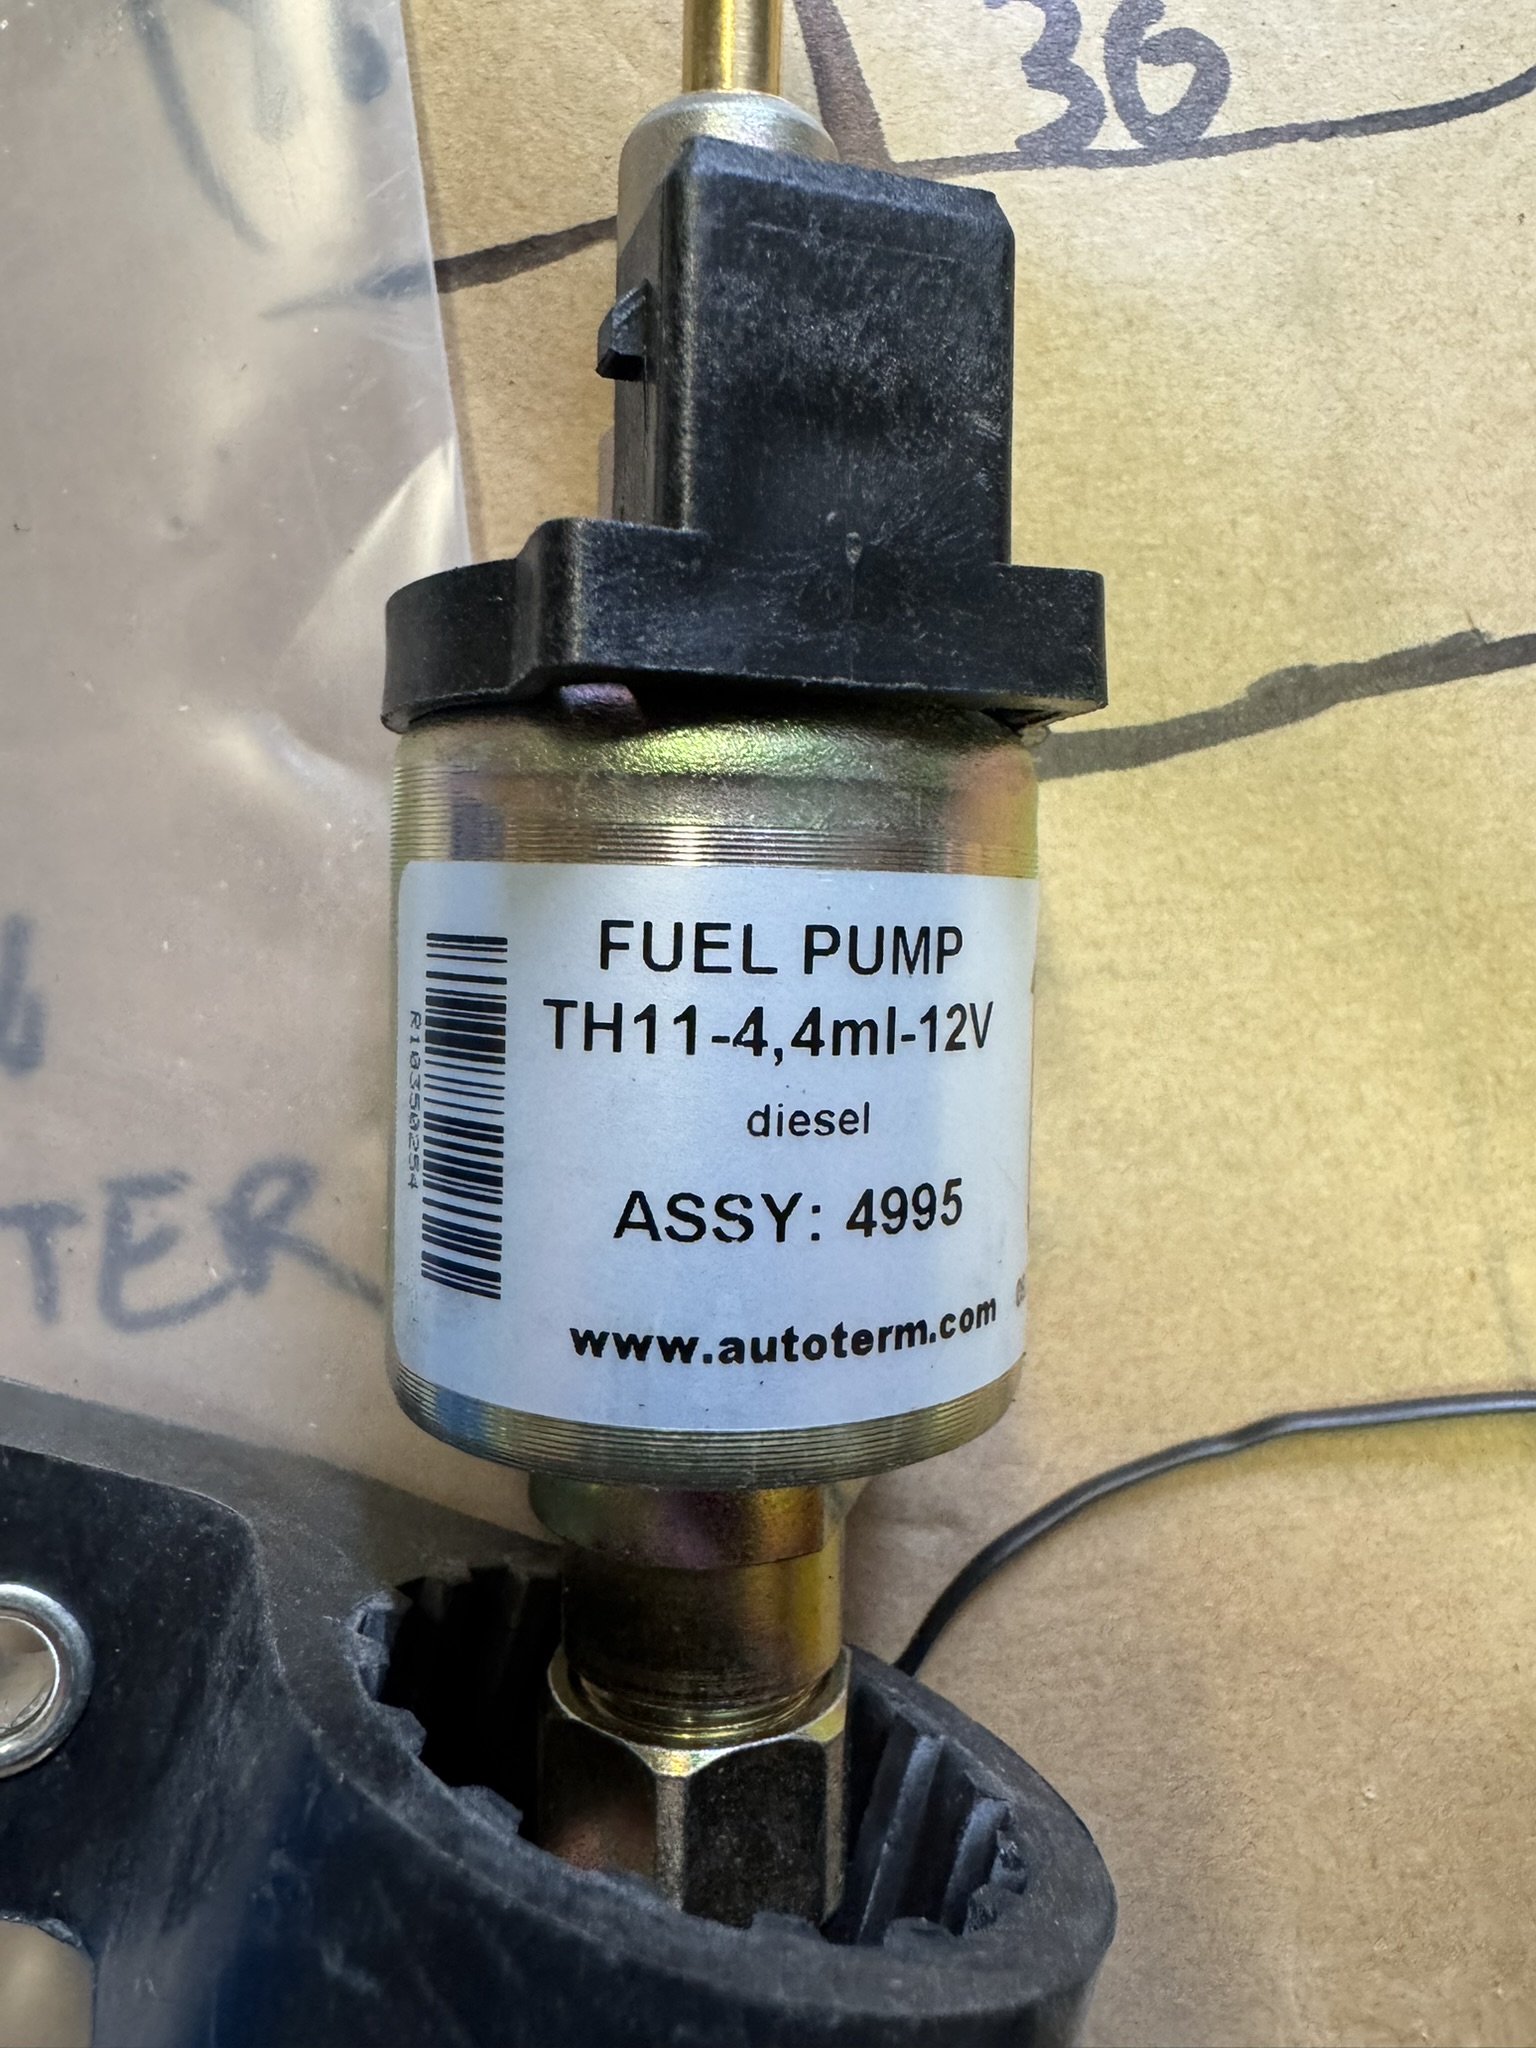 36
FUEL PUMP
TH11-4,4ml-12V
diesel
ASSY: 4995
www.autoterm.com
R10350254
TER